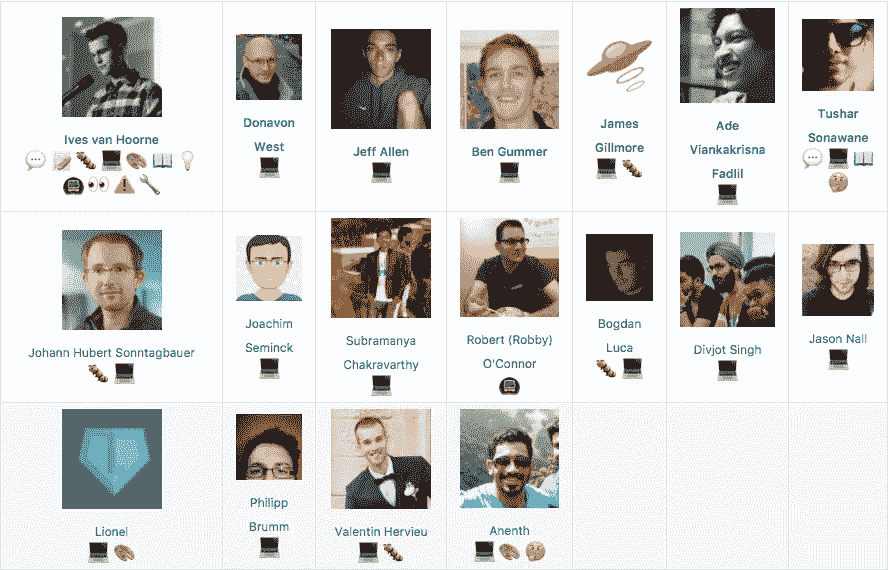 Ives van Hoorne
Donavon
West
Jeff Allen
Ben Gummer
James
Gillmore
Ade
Viankakrisna
Fadlil
Tushar
Sonawane
Johann Hubert Sonntagbauer
Joachim
Seminck
Subramanya
Chakravarthy
Robert (Robby)
O'Connor
Bogdan
Luca
Divjot Singh
Jason Nall
Lionel
Philipp
Brumm
Valentin Hervieu
Anenth